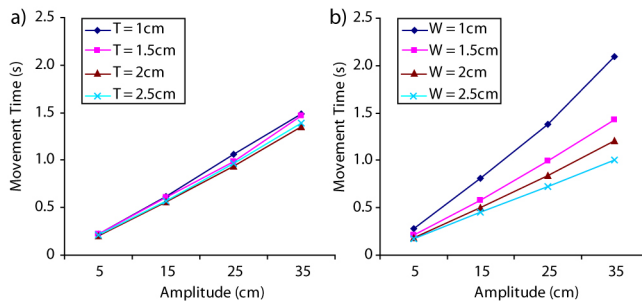 a)
T = 1cm
T = 1.5cm
T = 2cm
T = 2.5cm
2.5
2.0
1.5
1.0
0.5
0
Movement Time (s)
5 15 25 35
Amplitude (cm)
b)
W = 1cm
W = 1.5cm
W = 2cm
W = 2.5cm
2.5
2.0
1.5
1.0
0.5
0
Movement Time (s)
5 15 25 35
Amplitude (cm)